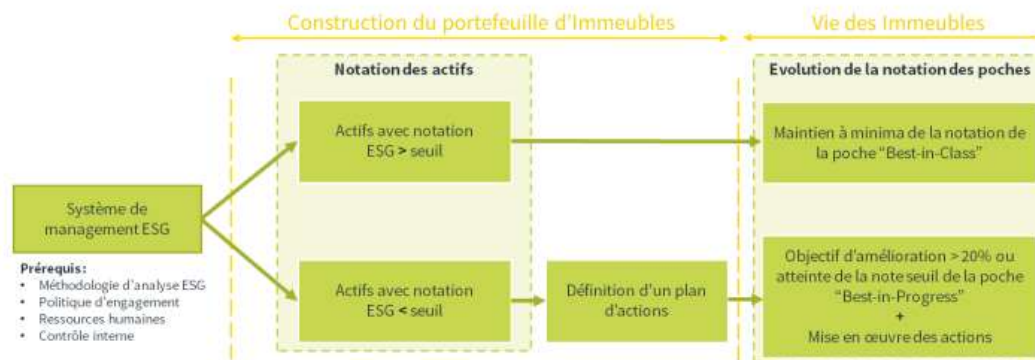 Construction du portefeuille d'Immeubles
Vie des Immeubles
Notation des actifs
Evolution de la notation des poches
Actifs avec notation
ESG > seuil
Maintien à minima de la notation de
la poche “Best-in-Class”
Système de
management ESG
Prérequis :
• Méthodologie d'analyse ESG
• Politique d'engagement
• Ressources humaines
• Contrôle interne
Actifs avec notation
ESG < seuil
Définition d'un plan
d'actions
Objectif d'amélioration > 20% ou
atteinte de la note seuil de la poche
“Best-in-Progress”
+
Mise en œuvre des actions